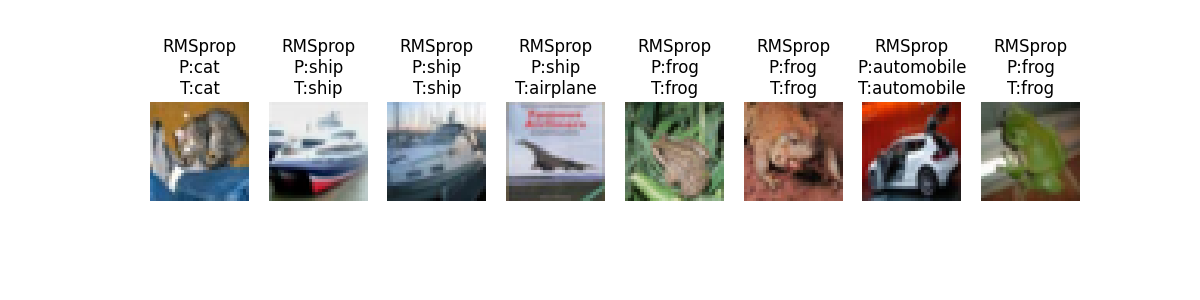 RMSprop
P:cat
T:cat
RMSprop
P:ship
T:ship
RMSprop
P:ship
T:ship
RMSprop
P:ship
T:airplane
RMSprop
P:frog
T:frog
RMSprop
P:frog
T:frog
RMSprop
P:automobile
T:automobile
RMSprop
P:frog
T:frog